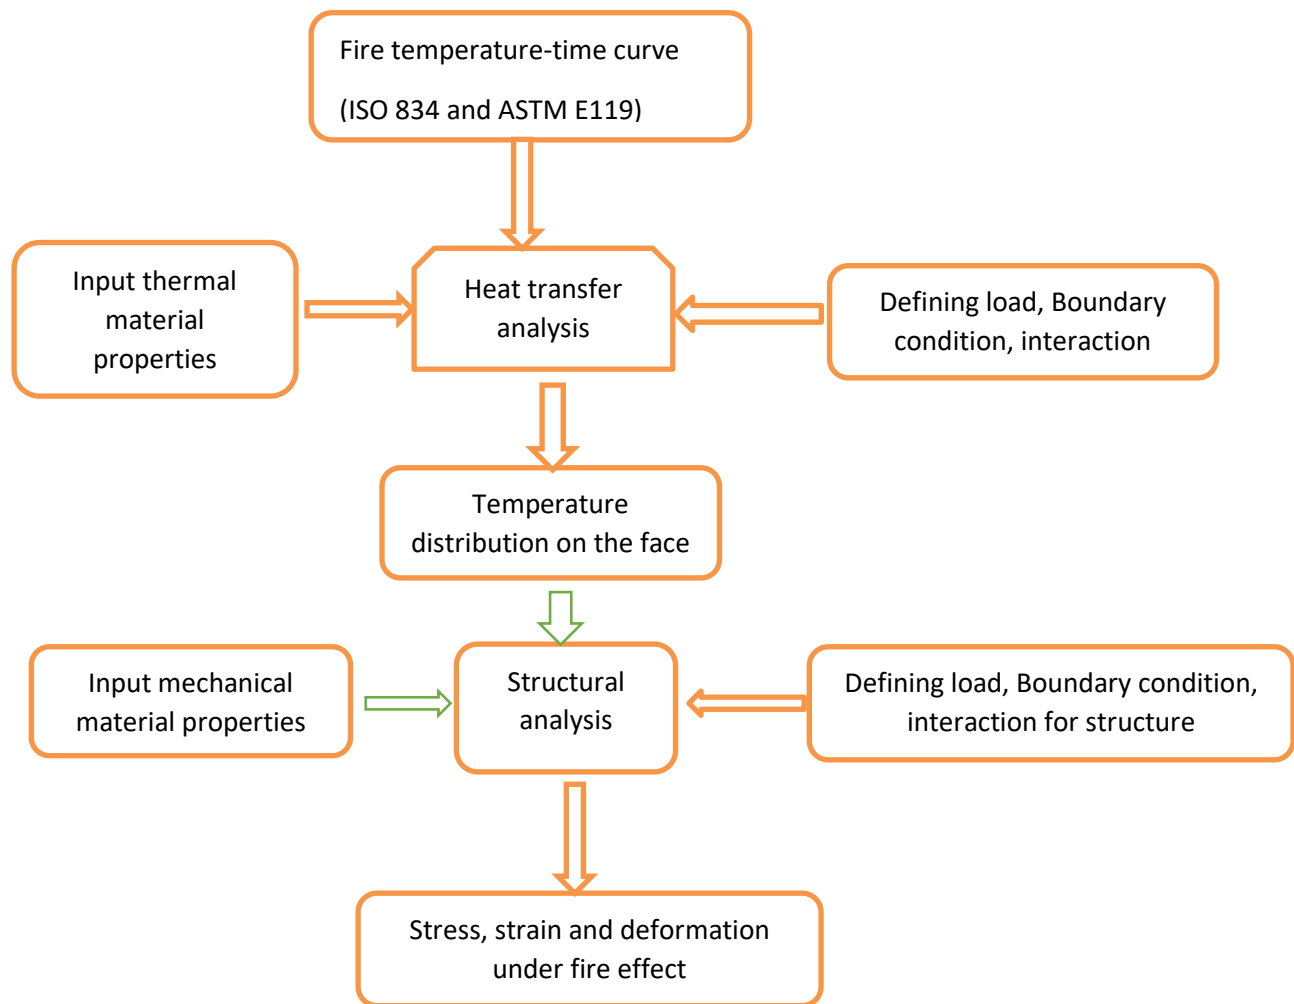 Fire temperature-time curve
(ISO 834 and ASTM E119)
Input thermal
material
properties
Heat transfer
analysis
Defining load, Boundary
condition, interaction
Temperature
distribution on the face
Input mechanical
material properties
Structural
analysis
Defining load, Boundary condition,
interaction for structure
Stress, strain and deformation
under fire effect